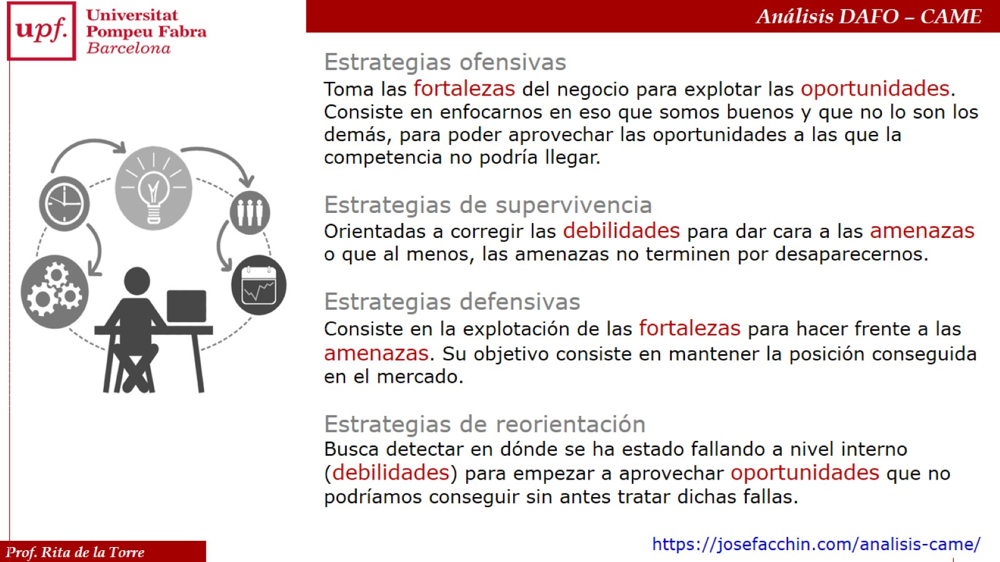 upf.
Universitat
Pompeu Fabra
Barcelona
Análisis DAFO – CAME
Estrategias ofensivas
Toma las fortalezas del negocio para explotar las oportunidades.
Consiste en enfocarnos en eso que somos buenos y que no lo son los
demás, para poder aprovechar las oportunidades a las que la
competencia no podría llegar.
Estrategias de supervivencia
Orientadas a corregir las debilidades para dar cara a las amenazas
o que al menos, las amenazas no terminen por desaparecernos.
Estrategias defensivas
Consiste en la explotación de las fortalezas para hacer frente a las
amenazas. Su objetivo consiste en mantener la posición conseguida
en el mercado.
Estrategias de reorientación
Busca detectar en dónde se ha estado fallando a nivel interno
(debilidades) para empezar a aprovechar oportunidades que no
podríamos conseguir sin antes tratar dichas fallas.
https://josefacchin.com/analisis-came/
Prof. Rita de la Torre